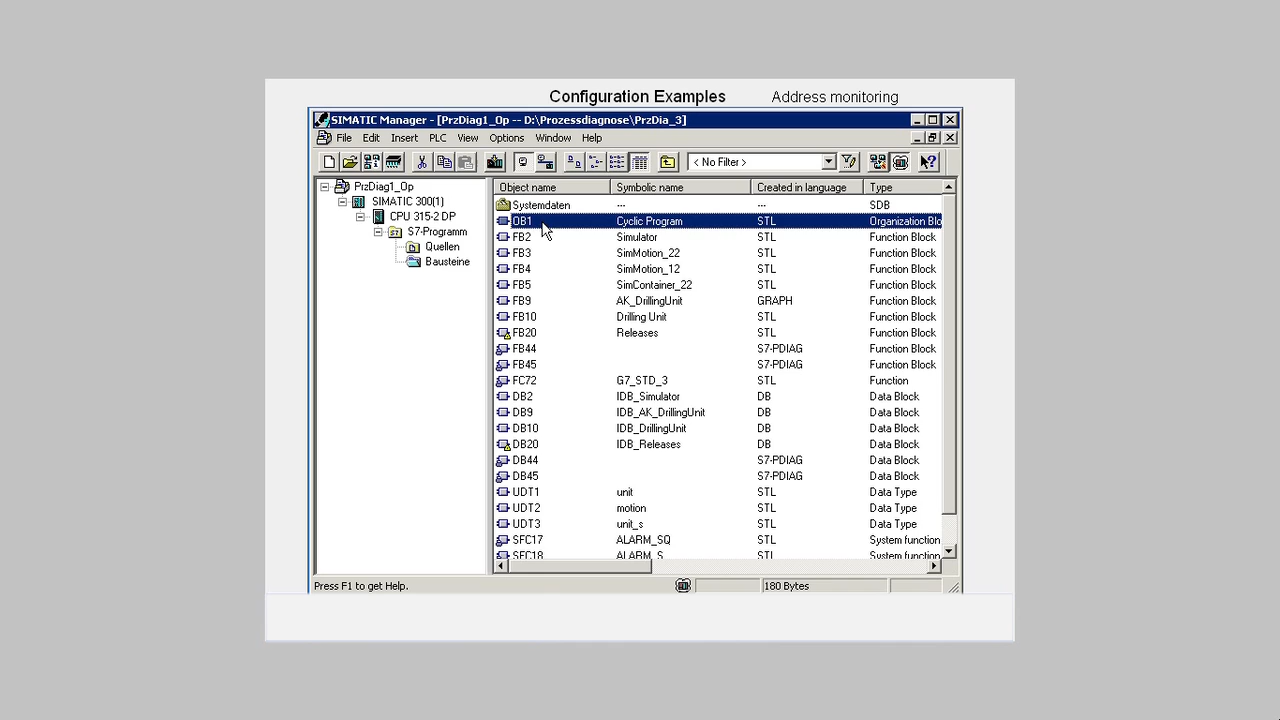 Configuration Examples Address monitoring
SIMATIC Manager - [PrzDiag1_Op -- D:\Prozessdiagnose\PrzDia_3]
File Edit Insert PLC View Options Window Help
< No Filter >
PrzDiag1_Op
SIMATIC 300(1)
CPU 315-2 DP
S7-Programm
Quellen
Bausteine
Object name Symbolic name Created in language Type
Systemdaten --- --- SDB
OB1 Cyclic Program STL Organization Blo
FB2 Simulator STL Function Block
FB3 SimMotion_22 STL Function Block
FB4 SimMotion_12 STL Function Block
FB5 SimContainer_22 STL Function Block
FB9 AK_DrillingUnit GRAPH Function Block
FB10 Drilling Unit STL Function Block
FB20 Releases STL Function Block
FB44 S7-PDIAG Function Block
FB45 S7-PDIAG Function Block
FC72 G7_STD_3 STL Function
DB2 IDB_Simulator DB Data Block
DB9 IDB_AK_DrillingUnit DB Data Block
DB10 IDB_DrillingUnit DB Data Block
DB20 IDB_Releases DB Data Block
DB44 S7-PDIAG Data Block
DB45 S7-PDIAG Data Block
UDT1 unit STL Data Type
UDT2 motion STL Data Type
UDT3 unit_s STL Data Type
SFC17 ALARM_SQ STL System function
SFC18 ALARM_S STL System function
Press F1 to get Help. 180 Bytes